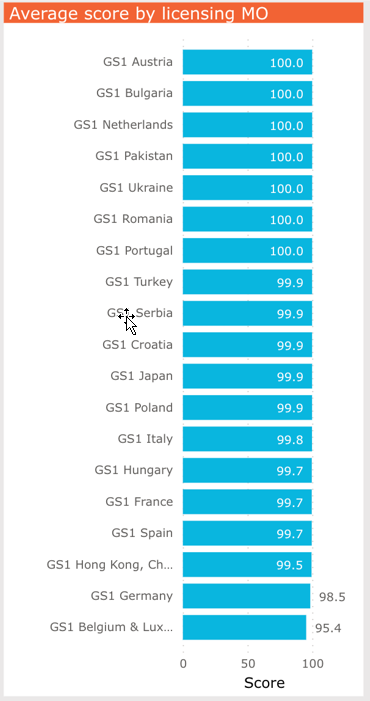 Average score by licensing MO
GS1 Austria 100.0
GS1 Bulgaria 100.0
GS1 Netherlands 100.0
GS1 Pakistan 100.0
GS1 Ukraine 100.0
GS1 Romania 100.0
GS1 Portugal 100.0
GS1 Turkey 99.9
GS1 Serbia 99.9
GS1 Croatia 99.9
GS1 Japan 99.9
GS1 Poland 99.9
GS1 Italy 99.8
GS1 Hungary 99.7
GS1 France 99.7
GS1 Spain 99.7
GS1 Hong Kong, Ch... 99.5
GS1 Germany 98.5
GS1 Belgium & Lux... 95.4
0 50 100
Score